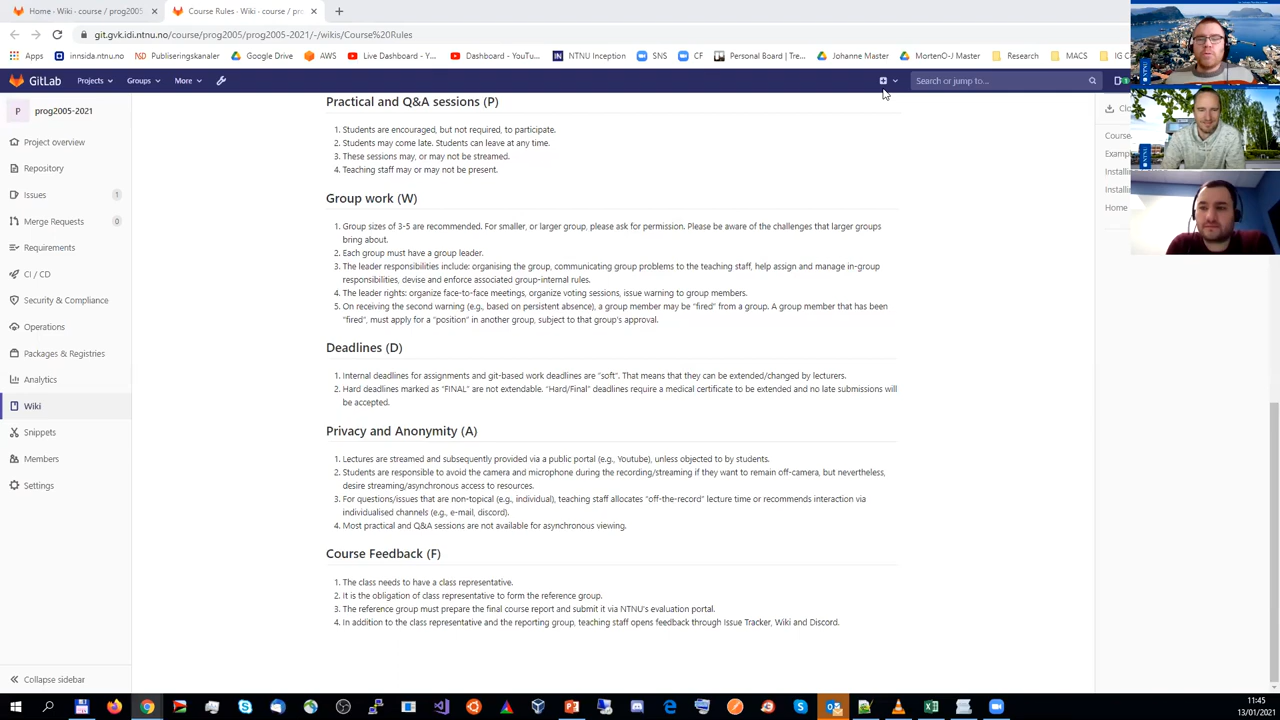 Home · Wiki · course / prog2005
Course Rules · Wiki · course / pro
git.gvk.idi.ntnu.no/course/prog2005/prog2005-2021/-/wikis/Course%20Rules
Apps innsida.ntnu.no Publiseringskanaler Google Drive AWS Live Dashboard - Y... Dashboard - YouT... NTNU Inception SNS CF Personal Board | Tre... Johanne Master MortenO-J Master Research MACS IG C
GitLab Projects Groups More Search or jump to... 1
P prog2005-2021
Project overview
Repository
Issues 1
Merge Requests 0
Requirements
CI / CD
Security & Compliance
Operations
Packages & Registries
Analytics
Wiki
Snippets
Members
Settings
Collapse sidebar
Practical and Q&A sessions (P)
1. Students are encouraged, but not required, to participate.
2. Students may come late. Students can leave at any time.
3. These sessions may, or may not be streamed.
4. Teaching staff may or may not be present.
Group work (W)
1. Group sizes of 3-5 are recommended. For smaller, or larger group, please ask for permission. Please be aware of the challenges that larger groups
bring about.
2. Each group must have a group leader.
3. The leader responsibilities include: organising the group, communicating group problems to the teaching staff, help assign and manage in-group
responsibilities, devise and enforce associated group-internal rules.
4. The leader rights: organize face-to-face meetings, organize voting sessions, issue warning to group members.
5. On receiving the second warning (e.g., based on persistent absence), a group member may be "fired" from a group. A group member that has been
"fired", must apply for a "position" in another group, subject to that group's approval.
Deadlines (D)
1. Internal deadlines for assignments and git-based work deadlines are "soft". That means that they can be extended/changed by lecturers.
2. Hard deadlines marked as "FINAL" are not extendable. "Hard/Final" deadlines require a medical certificate to be extended and no late submissions will
be accepted.
Privacy and Anonymity (A)
1. Lectures are streamed and subsequently provided via a public portal (e.g., Youtube), unless objected to by students.
2. Students are responsible to avoid the camera and microphone during the recording/streaming if they want to remain off-camera, but nevertheless,
desire streaming/asynchronous access to resources.
3. For questions/issues that are non-topical (e.g., individual), teaching staff allocates "off-the-record" lecture time or recommends interaction via
individualised channels (e.g., e-mail, discord).
4. Most practical and Q&A sessions are not available for asynchronous viewing.
Course Feedback (F)
1. The class needs to have a class representative.
2. It is the obligation of class representative to form the reference group.
3. The reference group must prepare the final course report and submit it via NTNU's evaluation portal.
4. In addition to the class representative and the reporting group, teaching staff opens feedback through Issue Tracker, Wiki and Discord.
Clo
Course
Example
Installing
Install
Home
NTNU
NTNU
NTNU
11:45
13/01/2021